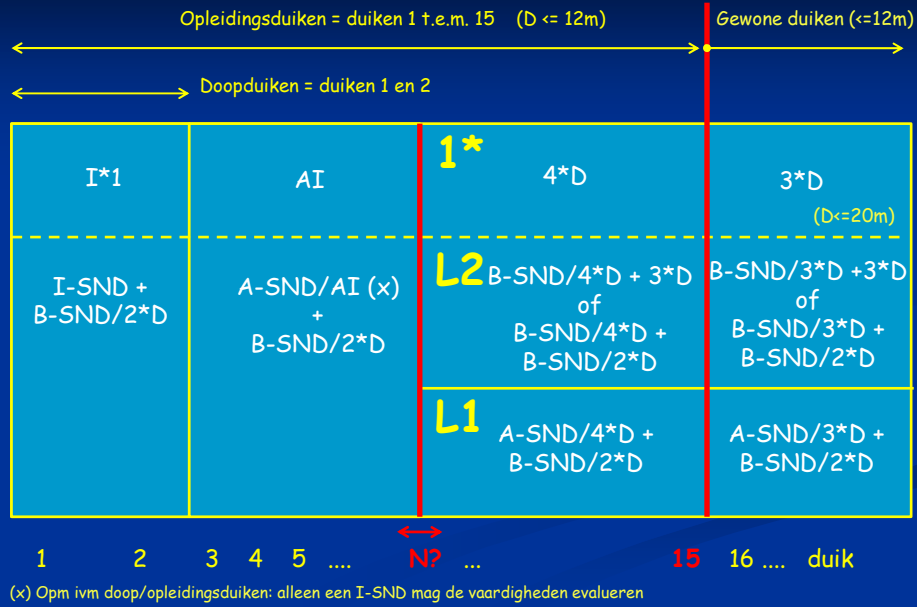 Opleidingsduiken = duiken 1 t.e.m. 15 (D <= 12m)
Gewone duiken (<=12m)
Doopduiken = duiken 1 en 2
I*1
AI
1*
4*D
3*D
(D<=20m)
I-SND +
B-SND/2*D
A-SND/AI (x)
+
B-SND/2*D
L2
B-SND/4*D + 3*D
of
B-SND/4*D +
B-SND/2*D
B-SND/3*D +3*D
of
B-SND/3*D +
B-SND/2*D
L1
A-SND/4*D +
B-SND/2*D
A-SND/3*D +
B-SND/2*D
1 2 3 4 5 .... N? ... 15 16 .... duik
(x) Opm ivm doop/opleidingsduiken: alleen een I-SND mag de vaardigheden evalueren